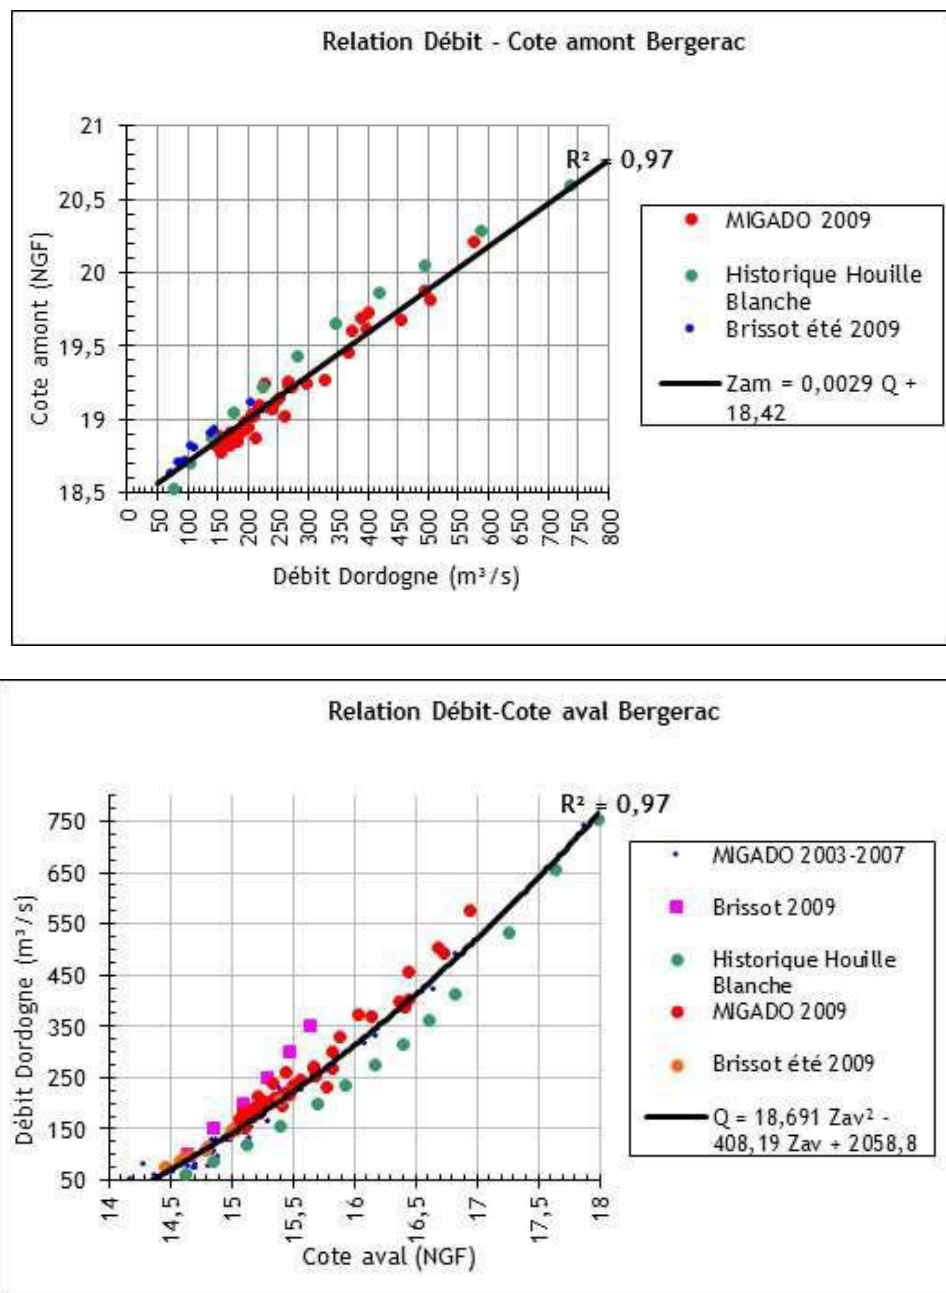 Relation Débit - Cote amont Bergerac
R² = 0,97
21
20,5
20
19,5
19
18,5
Cote amont (NGF)
0
50
100
150
200
250
300
350
400
450
500
550
600
650
700
750
800
Débit Dordogne (m³/s)
MIGADO 2009
Historique Houille
Blanche
Brissot été 2009
Zam = 0,0029 Q +
18,42
Relation Débit-Cote aval Bergerac
R² = 0,97
750
650
550
450
350
250
150
50
Débit Dordogne (m³/s)
14
14,5
15
15,5
16
16,5
17
17,5
18
Cote aval (NGF)
MIGADO 2003-2007
Brissot 2009
Historique Houille
Blanche
MIGADO 2009
Brissot été 2009
Q = 18,691 Zav² -
408,19 Zav + 2058,8